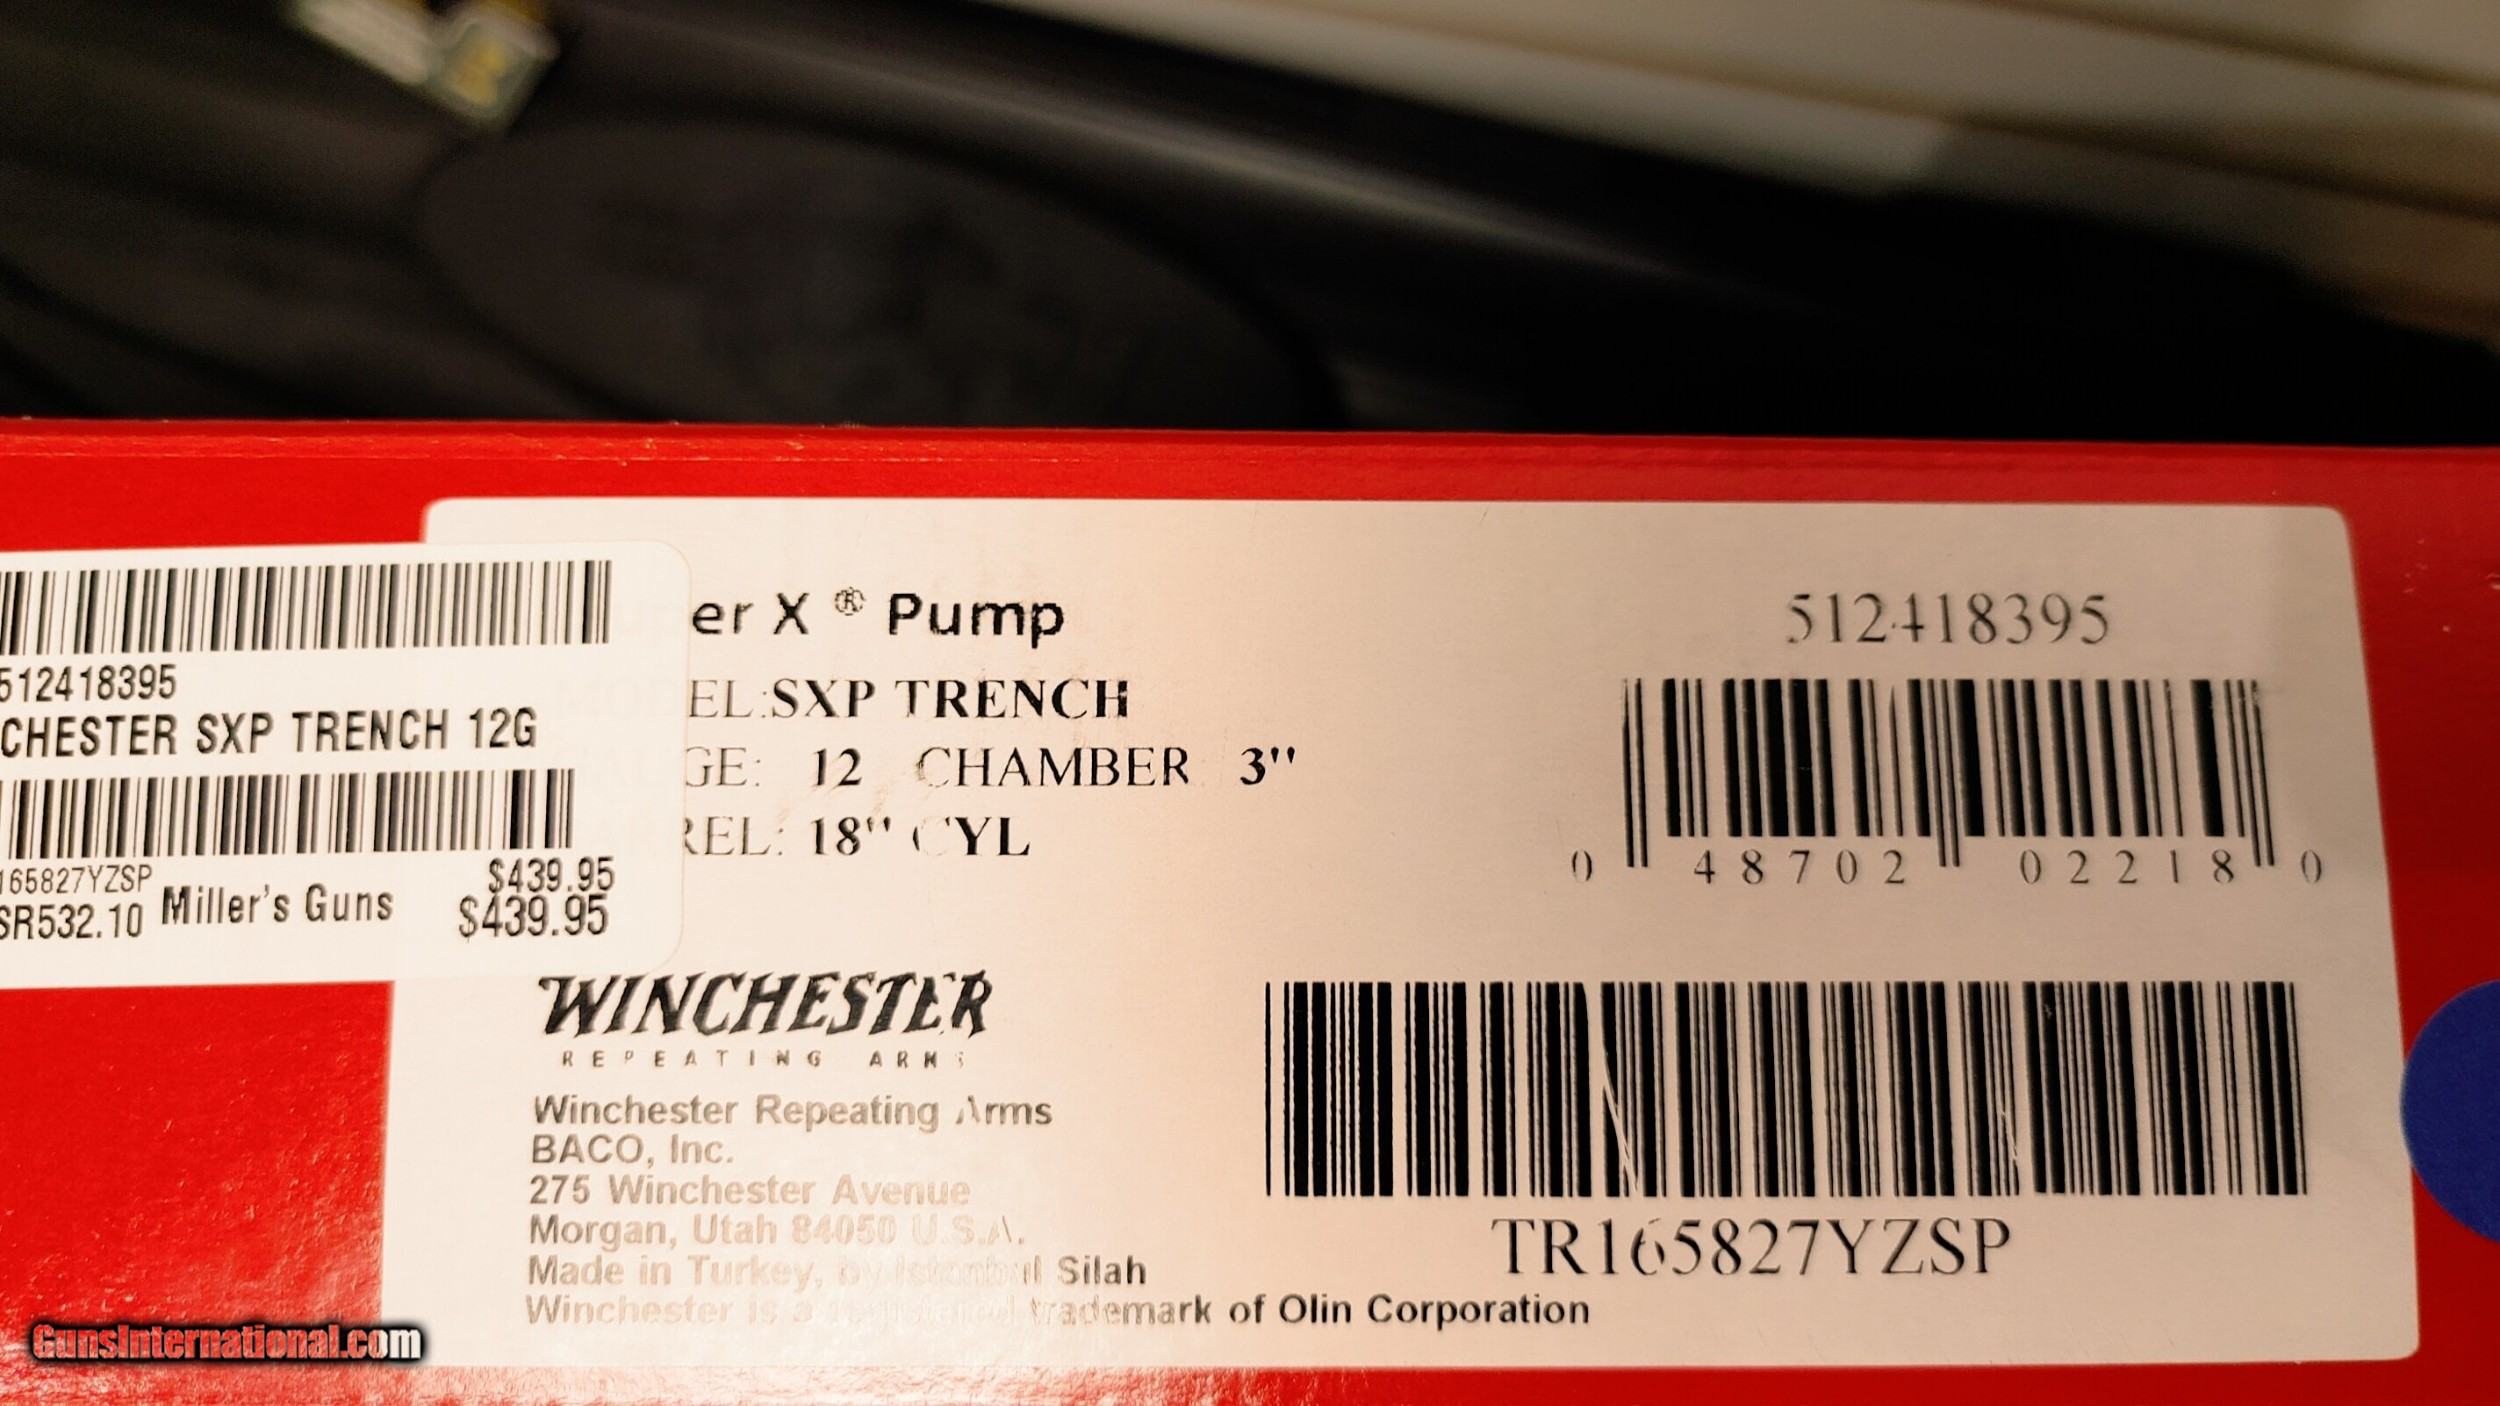 512418395
CHESTER SXP TRENCH 12G
165827YZSP
$439.95
SR532.10 Miller's Guns $439.95
er X ® Pump
EL:SXP TRENCH
GE: 12 CHAMBER 3"
REL: 18" CYL
512418395
0 48702 02218 0
WINCHESTER
REPEATING ARMS
Winchester Repeating Arms
BACO, Inc.
275 Winchester Avenue
Morgan, Utah 84050 U.S.A.
Made in Turkey, by Istanbul Silah
Winchester is a registered trademark of Olin Corporation
TR165827YZSP
GunsInternational.com